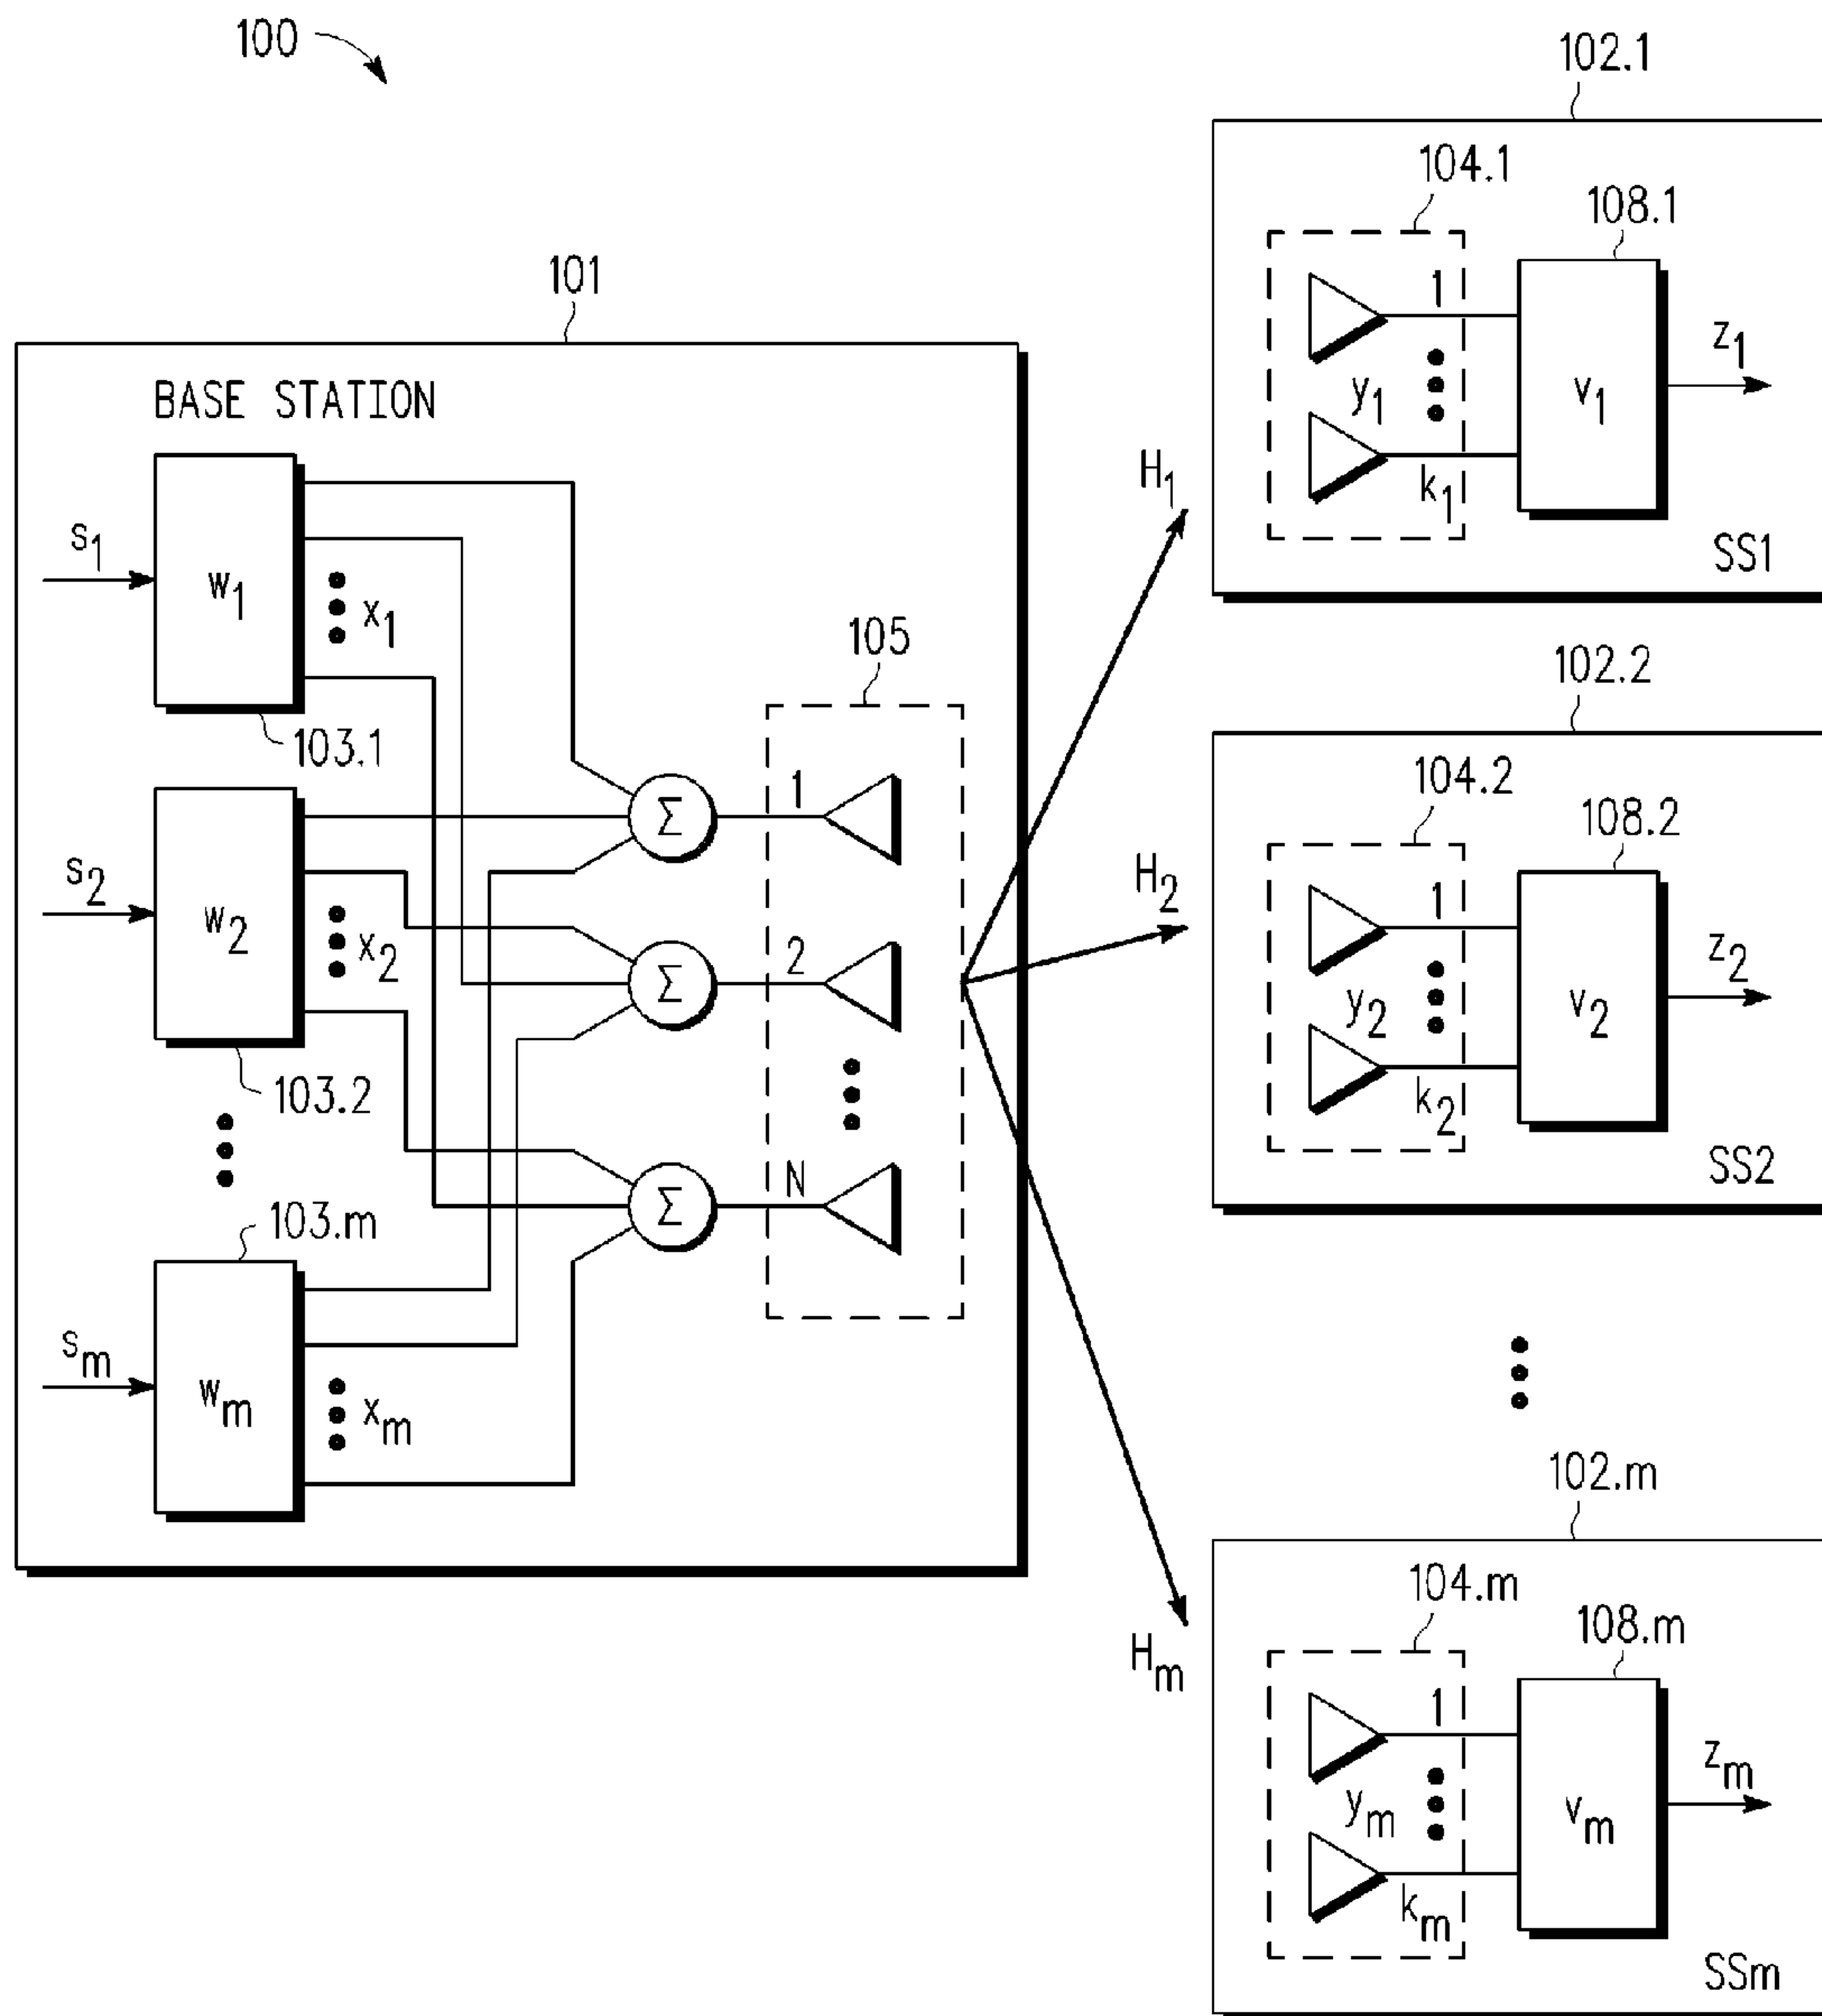 100
101
BASE STATION
s1
w1
x1
103.1
s2
w2
x2
103.2
103.m
sm
wm
xm
Σ
Σ
Σ
105
1
2
N
H1
H2
Hm
102.1
104.1
108.1
1
y1
k1
v1
z1
SS1
102.2
104.2
108.2
1
y2
k2
v2
z2
SS2
102.m
104.m
108.m
1
ym
km
vm
zm
SSm